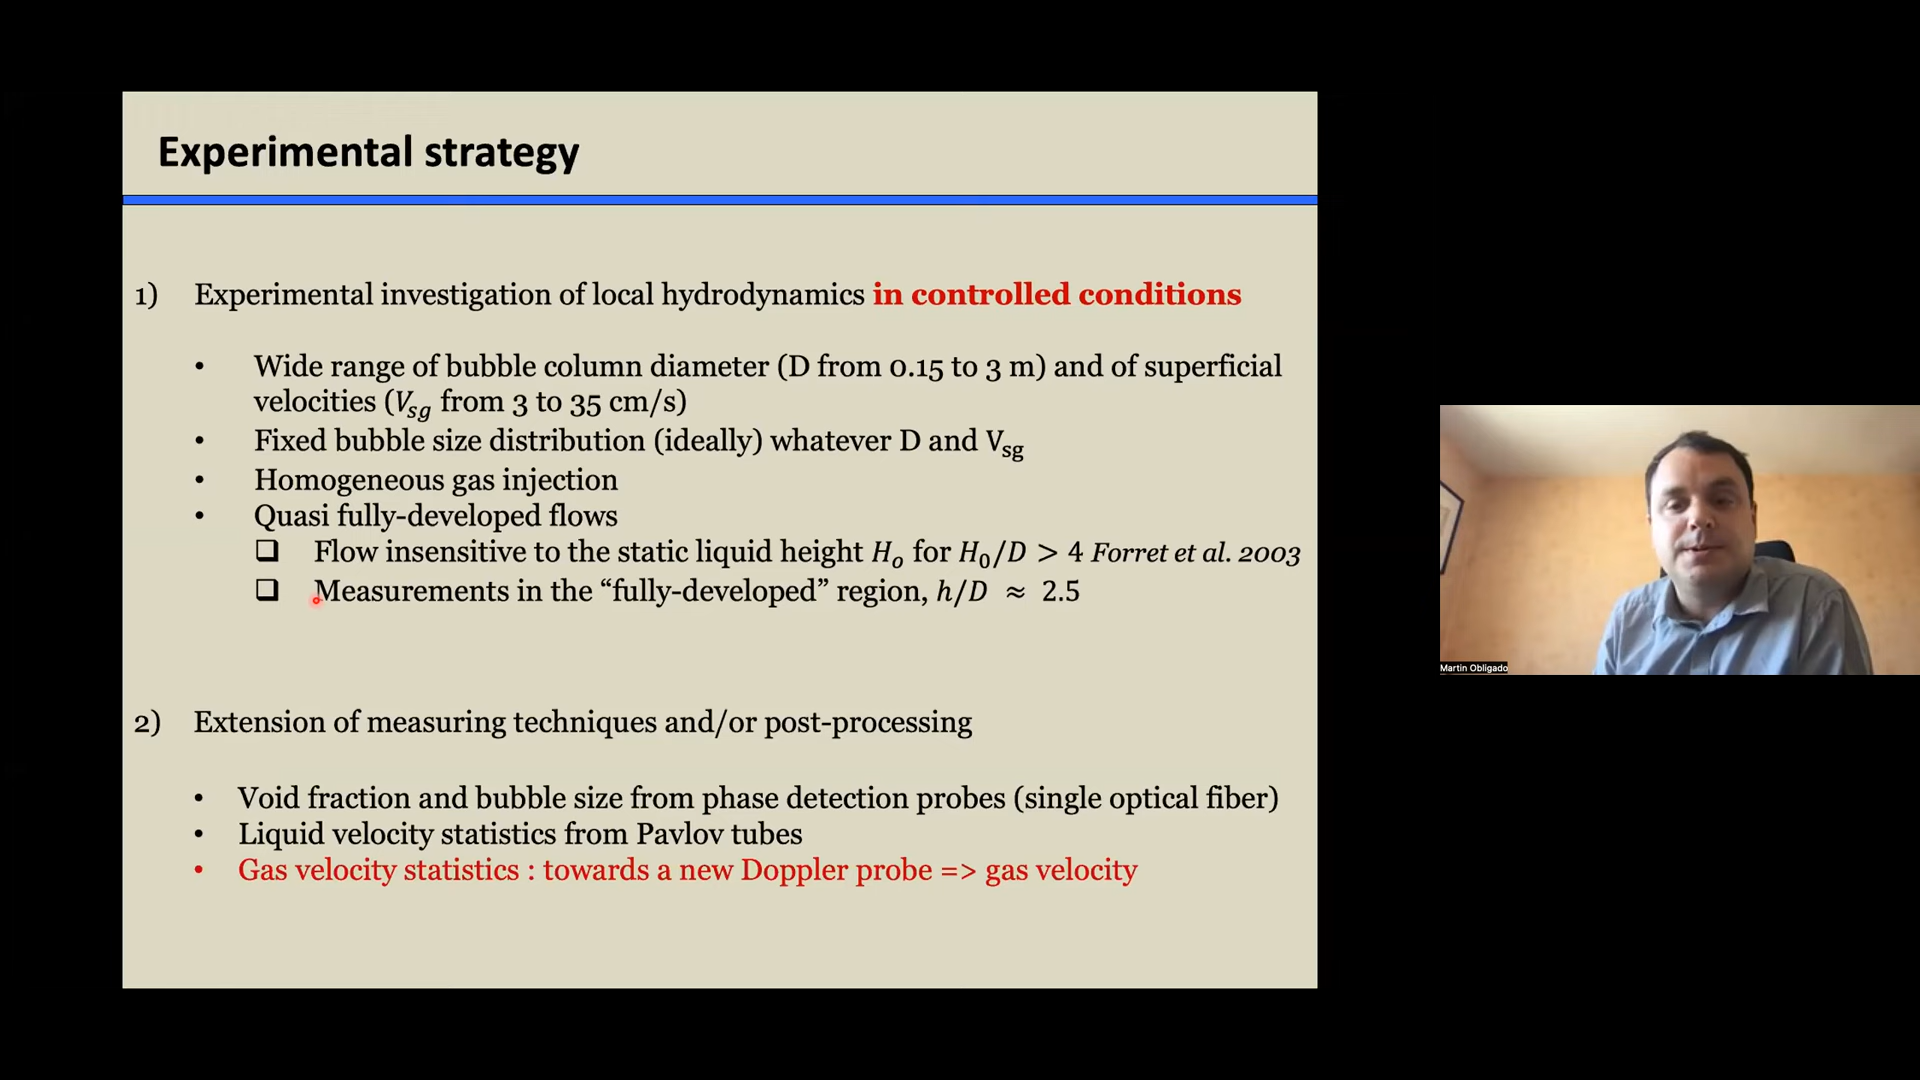 Experimental strategy
1) Experimental investigation of local hydrodynamics in controlled conditions
• Wide range of bubble column diameter (D from 0.15 to 3 m) and of superficial
velocities (V_sg from 3 to 35 cm/s)
• Fixed bubble size distribution (ideally) whatever D and V_sg
• Homogeneous gas injection
• Quasi fully-developed flows
❑ Flow insensitive to the static liquid height H_o for H_0/D > 4 Forret et al. 2003
❑ Measurements in the “fully-developed” region, h/D ≈ 2.5
2) Extension of measuring techniques and/or post-processing
• Void fraction and bubble size from phase detection probes (single optical fiber)
• Liquid velocity statistics from Pavlov tubes
• Gas velocity statistics : towards a new Doppler probe => gas velocity
Martin Obligado